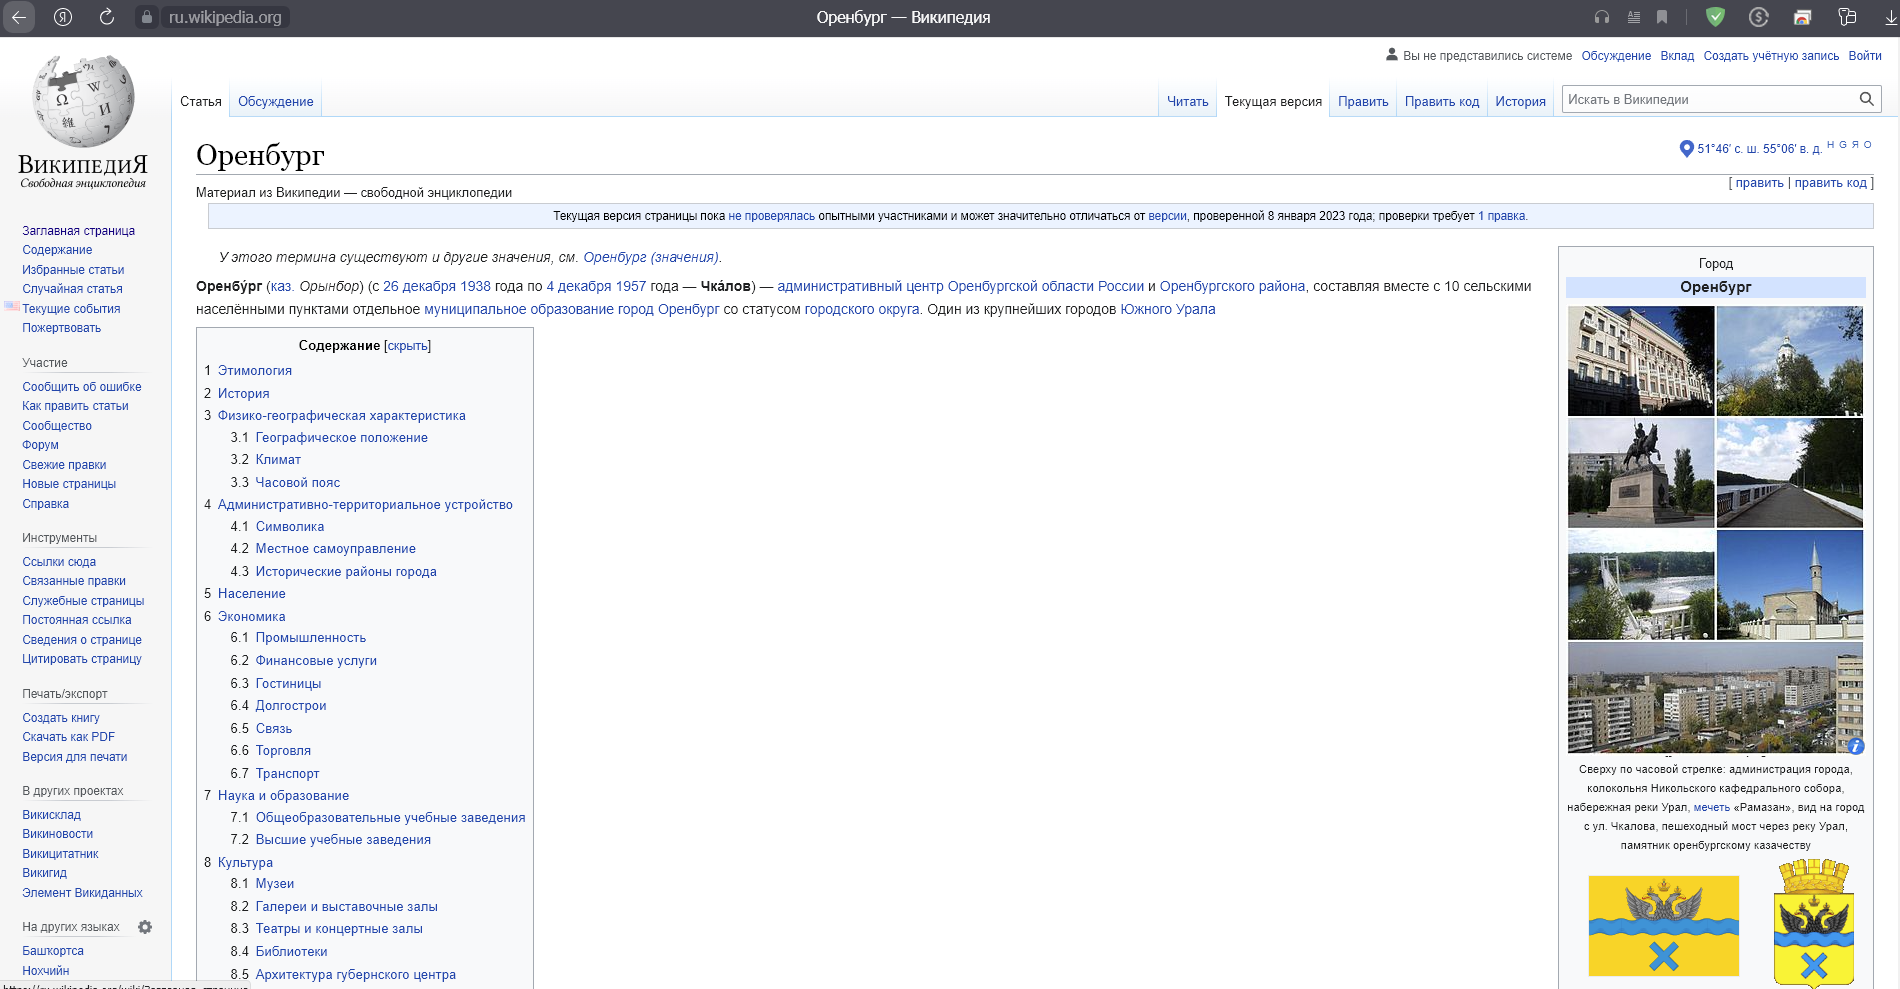 ru.wikipedia.org
Оренбург — Википедия
Вы не представились системе Обсуждение Вклад Создать учётную запись Войти
Статья Обсуждение Читать Текущая версия Править Править код История Искать в Википедии
ВИКИПЕДИЯ
Свободная энциклопедия
Оренбург
51°46′ с. ш. 55°06′ в. д. H G Я O
[ править | править код ]
Материал из Википедии — свободной энциклопедии
Текущая версия страницы пока не проверялась опытными участниками и может значительно отличаться от версии, проверенной 8 января 2023 года; проверки требует 1 правка.
У этого термина существуют и другие значения, см. Оренбург (значения).
Оренбу́рг (каз. Орынбор) (с 26 декабря 1938 года по 4 декабря 1957 года — Чка́лов) — административный центр Оренбургской области России и Оренбургского района, составляя вместе с 10 сельскими
населёнными пунктами отдельное муниципальное образование город Оренбург со статусом городского округа. Один из крупнейших городов Южного Урала
Заглавная страница
Содержание
Избранные статьи
Случайная статья
Текущие события
Пожертвовать
Участие
Сообщить об ошибке
Как править статьи
Сообщество
Форум
Свежие правки
Новые страницы
Справка
Инструменты
Ссылки сюда
Связанные правки
Служебные страницы
Постоянная ссылка
Сведения о странице
Цитировать страницу
Печать/экспорт
Создать книгу
Скачать как PDF
Версия для печати
В других проектах
Викисклад
Викиновости
Викицитатник
Викигид
Элемент Викиданных
На других языках
Башҡортса
Нохчийн
Содержание [скрыть]
1 Этимология
2 История
3 Физико-географическая характеристика
3.1 Географическое положение
3.2 Климат
3.3 Часовой пояс
4 Административно-территориальное устройство
4.1 Символика
4.2 Местное самоуправление
4.3 Исторические районы города
5 Население
6 Экономика
6.1 Промышленность
6.2 Финансовые услуги
6.3 Гостиницы
6.4 Долгострои
6.5 Связь
6.6 Торговля
6.7 Транспорт
7 Наука и образование
7.1 Общеобразовательные учебные заведения
7.2 Высшие учебные заведения
8 Культура
8.1 Музеи
8.2 Галереи и выставочные залы
8.3 Театры и концертные залы
8.4 Библиотеки
8.5 Архитектура губернского центра
Город
Оренбург
Сверху по часовой стрелке: администрация города,
колокольня Никольского кафедрального собора,
набережная реки Урал, мечеть «Рамазан», вид на город
с ул. Чкалова, пешеходный мост через реку Урал,
памятник оренбургскому казачеству